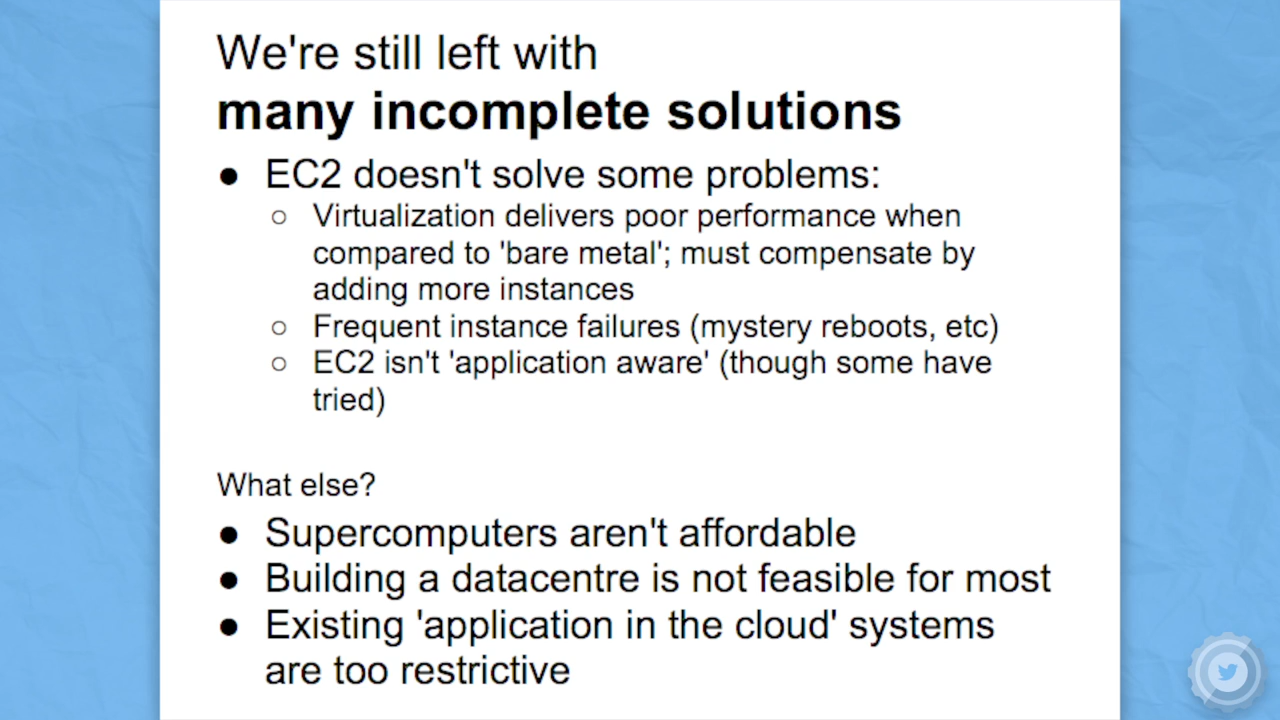 We're still left with
many incomplete solutions
● EC2 doesn't solve some problems:
○ Virtualization delivers poor performance when
compared to 'bare metal'; must compensate by
adding more instances
○ Frequent instance failures (mystery reboots, etc)
○ EC2 isn't 'application aware' (though some have
tried)
What else?
● Supercomputers aren't affordable
● Building a datacentre is not feasible for most
● Existing 'application in the cloud' systems
are too restrictive